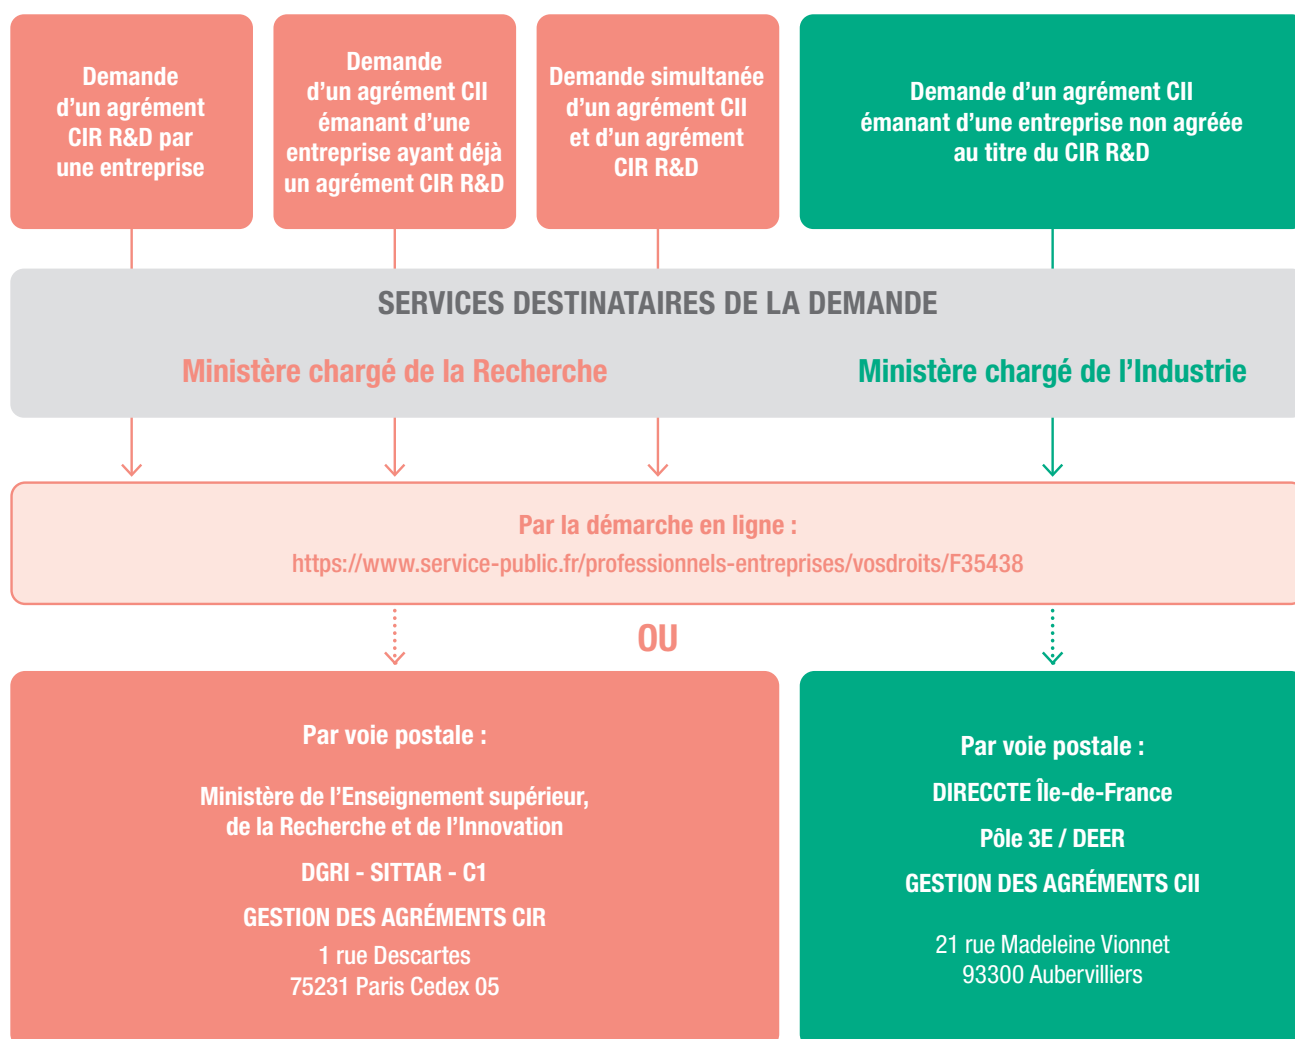 Demande
d’un agrément
CIR R&D par
une entreprise
Demande
d’un agrément CII
émanant d’une
entreprise ayant déjà
un agrément CIR R&D
Demande simultanée
d’un agrément CII
et d’un agrément
CIR R&D
Demande d’un agrément CII
émanant d’une entreprise non agréée
au titre du CIR R&D
SERVICES DESTINATAIRES DE LA DEMANDE
Ministère chargé de la Recherche
Ministère chargé de l’Industrie
Par la démarche en ligne :
https://www.service-public.fr/professionnels-entreprises/vosdroits/F35438
OU
Par voie postale :
Ministère de l’Enseignement supérieur,
de la Recherche et de l’Innovation
DGRI - SITTAR - C1
GESTION DES AGRÉMENTS CIR
1 rue Descartes
75231 Paris Cedex 05
Par voie postale :
DIRECCTE Île-de-France
Pôle 3E / DEER
GESTION DES AGRÉMENTS CII
21 rue Madeleine Vionnet
93300 Aubervilliers